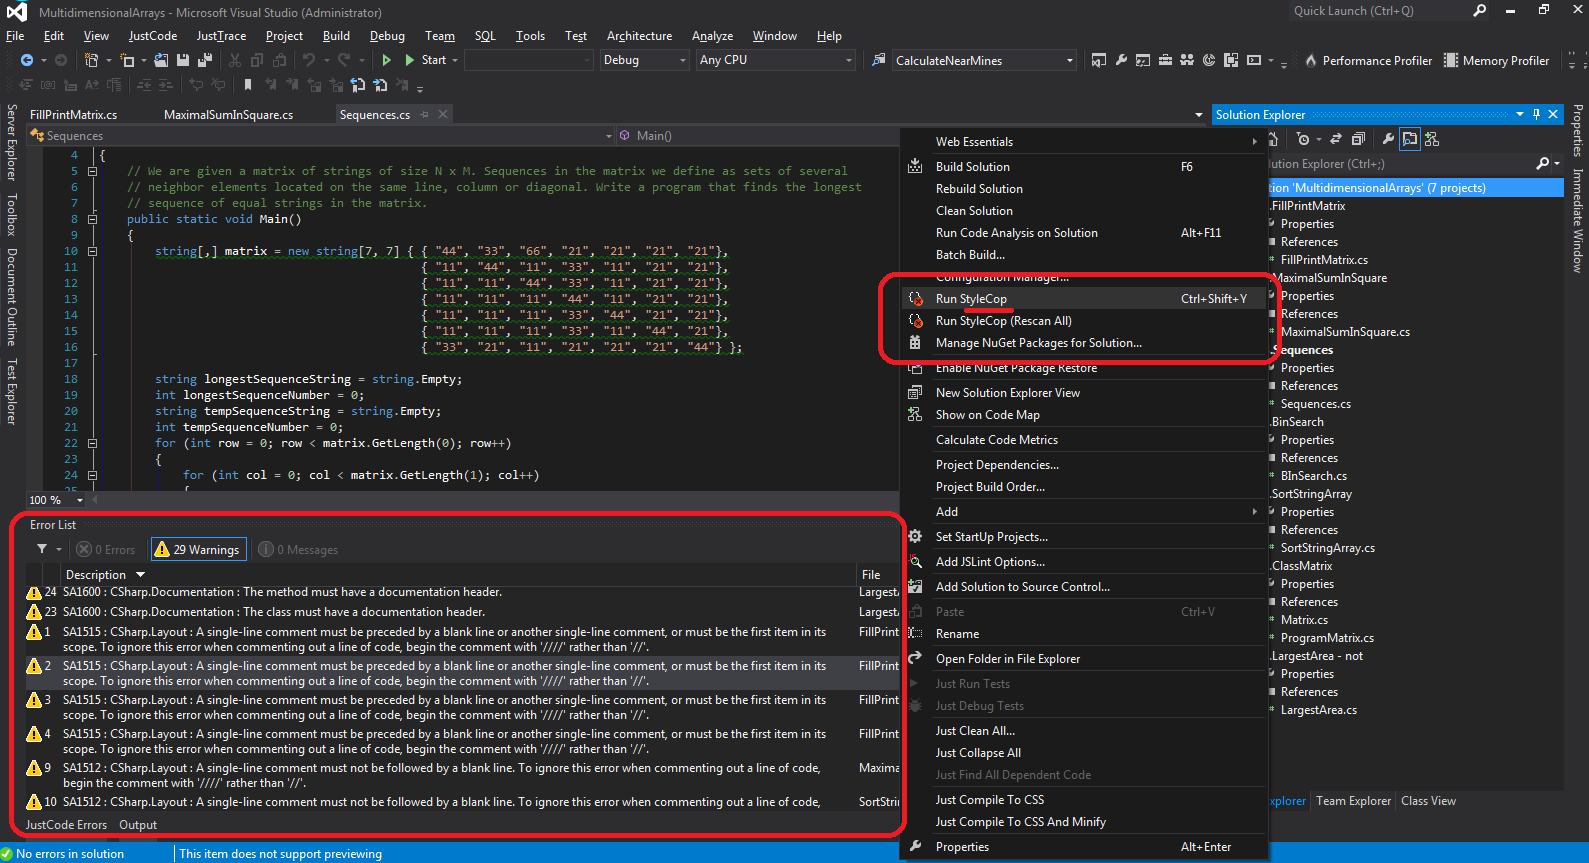 MultidimensionalArrays - Microsoft Visual Studio (Administrator)
Quick Launch (Ctrl+Q)
File Edit View JustCode JustTrace Project Build Debug Team SQL Tools Test Architecture Analyze Window Help
Start Debug Any CPU CalculateNearMines Performance Profiler Memory Profiler
Server Explorer
Toolbox
Document Outline
Test Explorer
FillPrintMatrix.cs MaximalSumInSquare.cs Sequences.cs
Sequences Main()
4 {
5 // We are given a matrix of strings of size N x M. Sequences in the matrix we define as sets of several
6 // neighbor elements located on the same line, column or diagonal. Write a program that finds the longest
7 // sequence of equal strings in the matrix.
8 public static void Main()
9 {
10 string[,] matrix = new string[7, 7] { { "44", "33", "66", "21", "21", "21", "21"},
11 { "11", "44", "11", "33", "11", "21", "21"},
12 { "11", "11", "44", "11", "33", "21", "21"},
13 { "11", "11", "11", "44", "11", "21", "21"},
14 { "11", "11", "11", "33", "44", "21", "21"},
15 { "11", "11", "11", "33", "11", "44", "21"},
16 { "33", "21", "11", "21", "21", "21", "44"} };
17
18 string longestSequenceString = string.Empty;
19 int longestSequenceNumber = 0;
20 string tempSequenceString = string.Empty;
21 int tempSequenceNumber = 0;
22 for (int row = 0; row < matrix.GetLength(0); row++)
23 {
24 for (int col = 0; col < matrix.GetLength(1); col++)
25 {
100 %
Error List
0 Errors 29 Warnings 0 Messages
Description File
24 SA1600 : CSharp.Documentation : The method must have a documentation header. LargestA
23 SA1600 : CSharp.Documentation : The class must have a documentation header. LargestA
1 SA1515 : CSharp.Layout : A single-line comment must be preceded by a blank line or another single-line comment, or must be the first item in its FillPrint
scope. To ignore this error when commenting out a line of code, begin the comment with '////' rather than '//'.
2 SA1515 : CSharp.Layout : A single-line comment must be preceded by a blank line or another single-line comment, or must be the first item in its FillPrint
scope. To ignore this error when commenting out a line of code, begin the comment with '////' rather than '//'.
3 SA1515 : CSharp.Layout : A single-line comment must be preceded by a blank line or another single-line comment, or must be the first item in its FillPrint
scope. To ignore this error when commenting out a line of code, begin the comment with '////' rather than '//'.
4 SA1515 : CSharp.Layout : A single-line comment must be preceded by a blank line or another single-line comment, or must be the first item in its FillPrint
scope. To ignore this error when commenting out a line of code, begin the comment with '////' rather than '//'.
9 SA1512 : CSharp.Layout : A single-line comment must not be followed by a blank line. To ignore this error when commenting out a line of code, Maxima
begin the comment with '////' rather than '//'.
10 SA1512 : CSharp.Layout : A single-line comment must not be followed by a blank line. To ignore this error when commenting out a line of code, SortStrin
JustCode Errors Output
No errors in solution This item does not support previewing
Web Essentials
Build Solution F6
Rebuild Solution
Clean Solution
Run Code Analysis on Solution Alt+F11
Batch Build...
Configuration Manager...
Run StyleCop Ctrl+Shift+Y
Run StyleCop (Rescan All)
Manage NuGet Packages for Solution...
Enable NuGet Package Restore
New Solution Explorer View
Show on Code Map
Calculate Code Metrics
Project Dependencies...
Project Build Order...
Add
Set StartUp Projects...
Add JSLint Options...
Add Solution to Source Control...
Paste Ctrl+V
Rename
Open Folder in File Explorer
Just Run Tests
Just Debug Tests
Just Clean All...
Just Collapse All
Just Find All Dependent Code
Just Compile To CSS
Just Compile To CSS And Minify
Properties Alt+Enter
Solution Explorer
lution Explorer (Ctrl+;)
tion 'MultidimensionalArrays' (7 projects)
.FillPrintMatrix
Properties
References
FillPrintMatrix.cs
MaximalSumInSquare
Properties
References
MaximalSumInSquare.cs
.Sequences
Properties
References
Sequences.cs
.BinSearch
Properties
References
BInSearch.cs
.SortStringArray
Properties
References
SortStringArray.cs
.ClassMatrix
Properties
References
Matrix.cs
ProgramMatrix.cs
.LargestArea - not
Properties
References
LargestArea.cs
xplorer Team Explorer Class View
Properties
Immediate Window